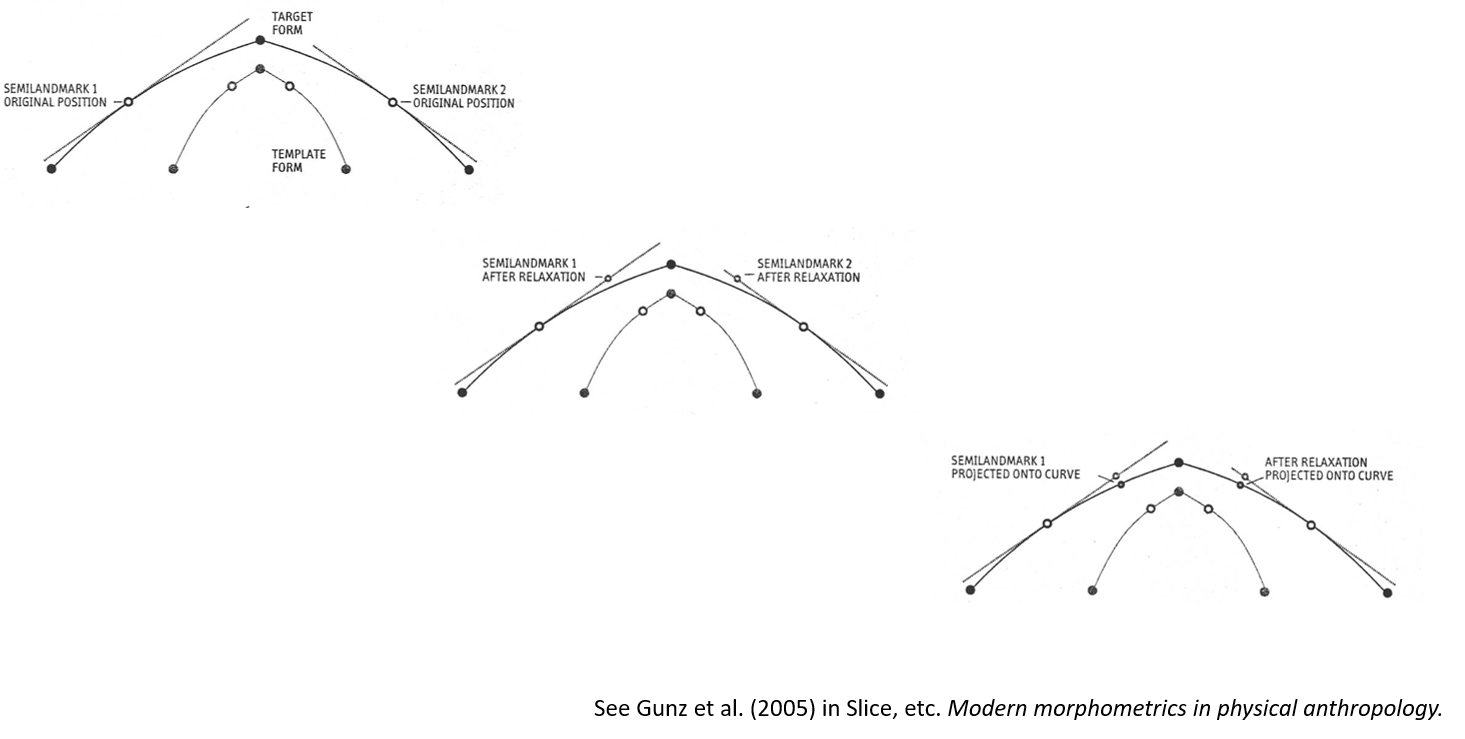 TARGET
FORM
SEMILANDMARK 1
ORIGINAL POSITION
SEMILANDMARK 2
ORIGINAL POSITION
TEMPLATE
FORM
SEMILANDMARK 1
AFTER RELAXATION
SEMILANDMARK 2
AFTER RELAXATION
SEMILANDMARK 1
PROJECTED ONTO CURVE
AFTER RELAXATION
PROJECTED ONTO CURVE
See Gunz et al. (2005) in Slice, etc. Modern morphometrics in physical anthropology.